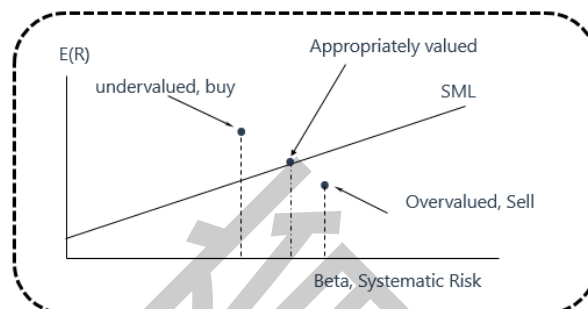 E(R)
Appropriately valued
undervalued, buy
SML
Overvalued, Sell
Beta, Systematic Risk